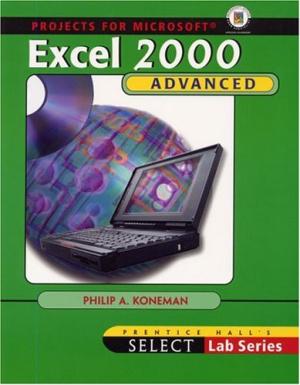 PROJECTS FOR MICROSOFT®
Excel 2000
ADVANCED
PHILIP A. KONEMAN
PRENTICE HALL'S
SELECT Lab Series